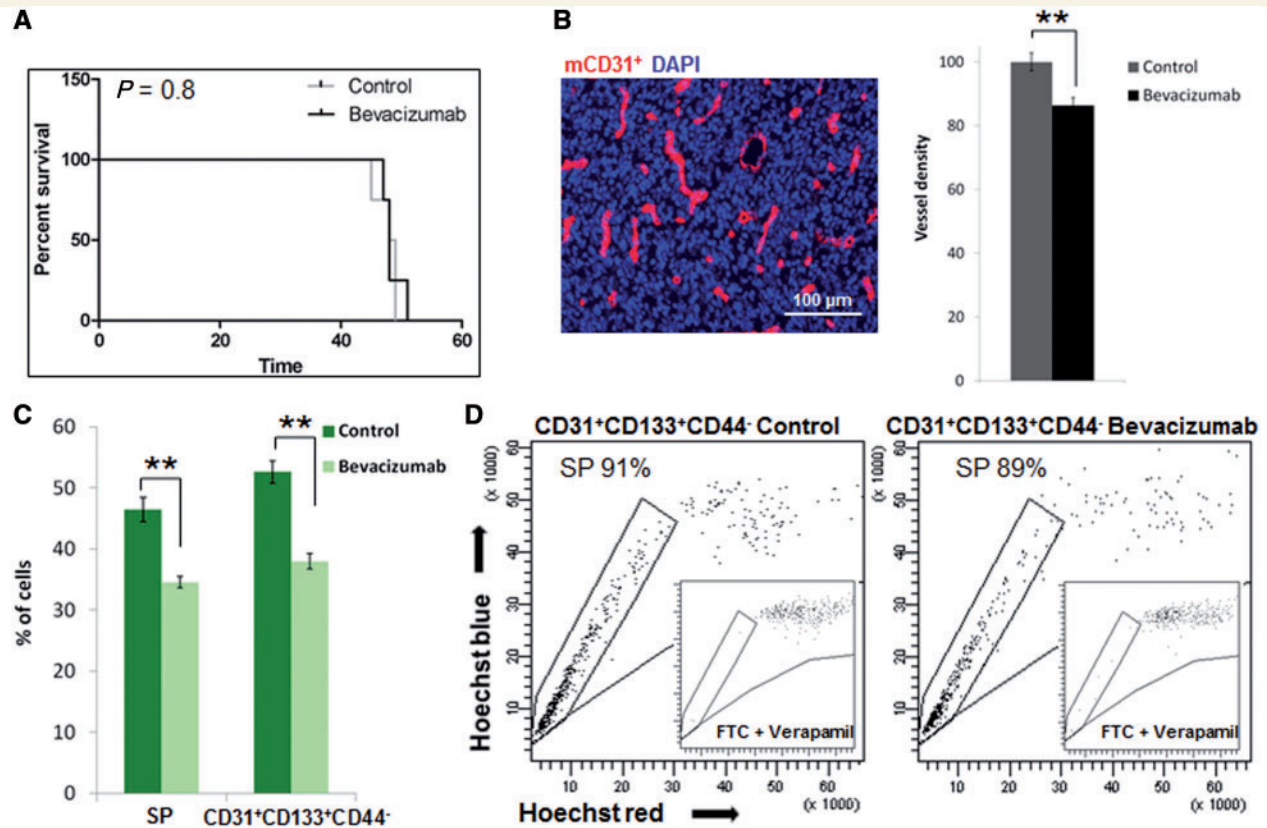 A
P = 0.8
Control
Bevacizumab
Percent survival
150
100
50
0
0 20 40 60
Time
B
mCD31⁺ DAPI
100 µm
**
Control
Bevacizumab
Vessel density
100
80
60
40
20
0
C
Control
Bevacizumab
**
**
% of cells
60
50
40
30
20
10
0
SP CD31⁺CD133⁺CD44⁻
D
CD31⁺CD133⁺CD44⁻ Control
SP 91%
(x 1000)
60
50
40
30
20
10
Hoechst blue
FTC + Verapamil
10 20 30 40 50 60
(x 1000)
Hoechst red
CD31⁺CD133⁺CD44⁻ Bevacizumab
SP 89%
(x 1000)
60
50
40
30
20
10
FTC + Verapamil
10 20 30 40 50 60
(x 1000)